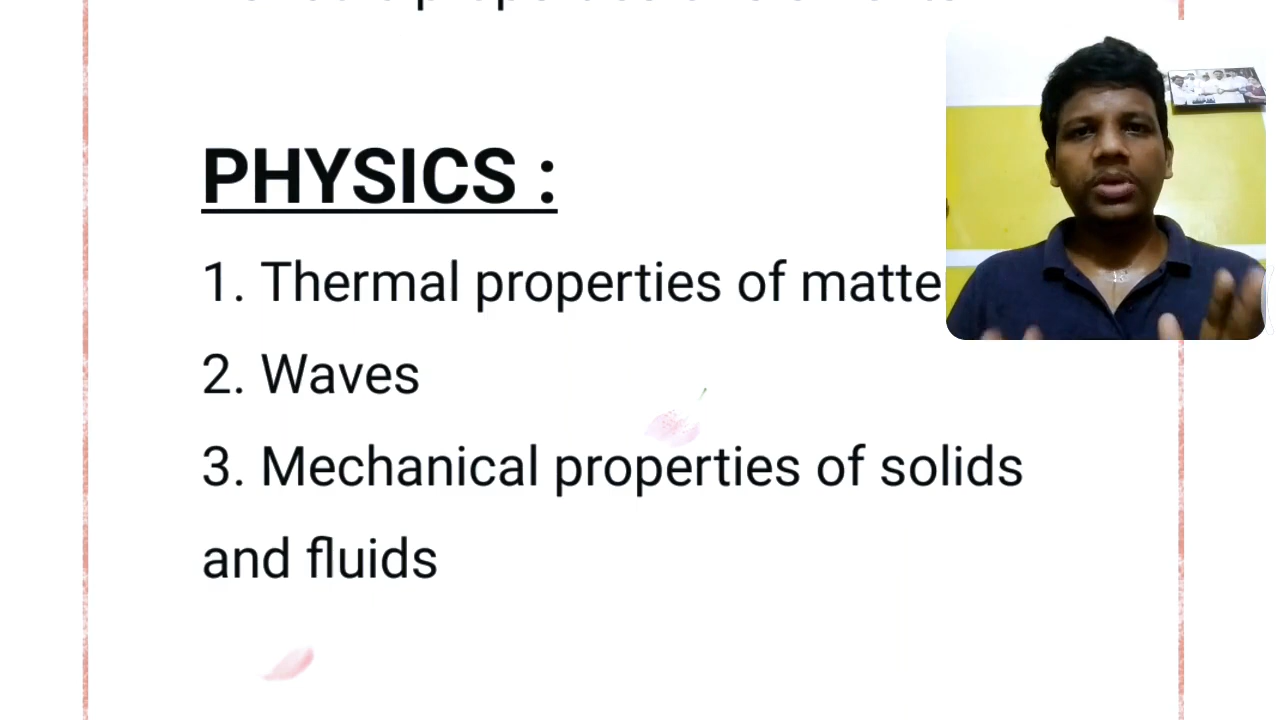 PHYSICS :
1. Thermal properties of matte
2. Waves
3. Mechanical properties of solids
and fluids